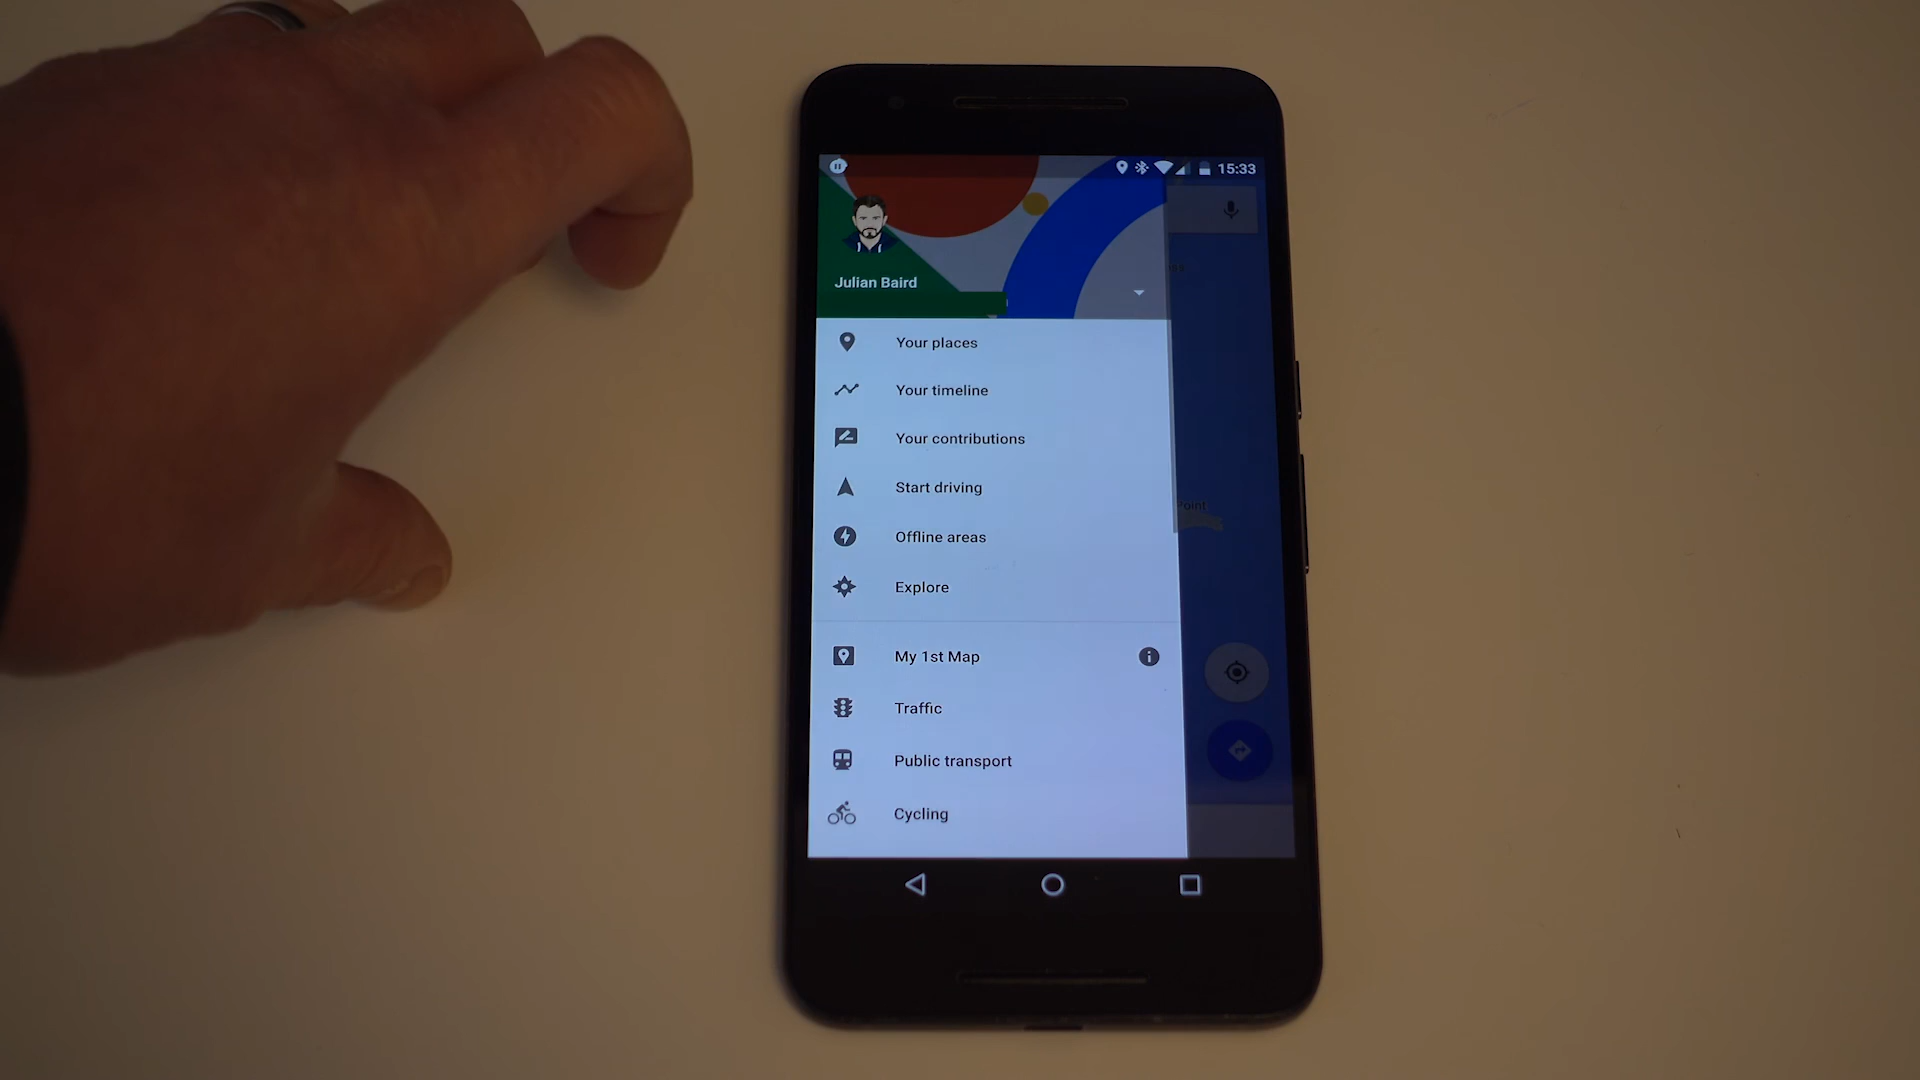 15:33
Julian Baird
Your places
Your timeline
Your contributions
Start driving
Offline areas
Explore
Point
My 1st Map
Traffic
Public transport
Cycling